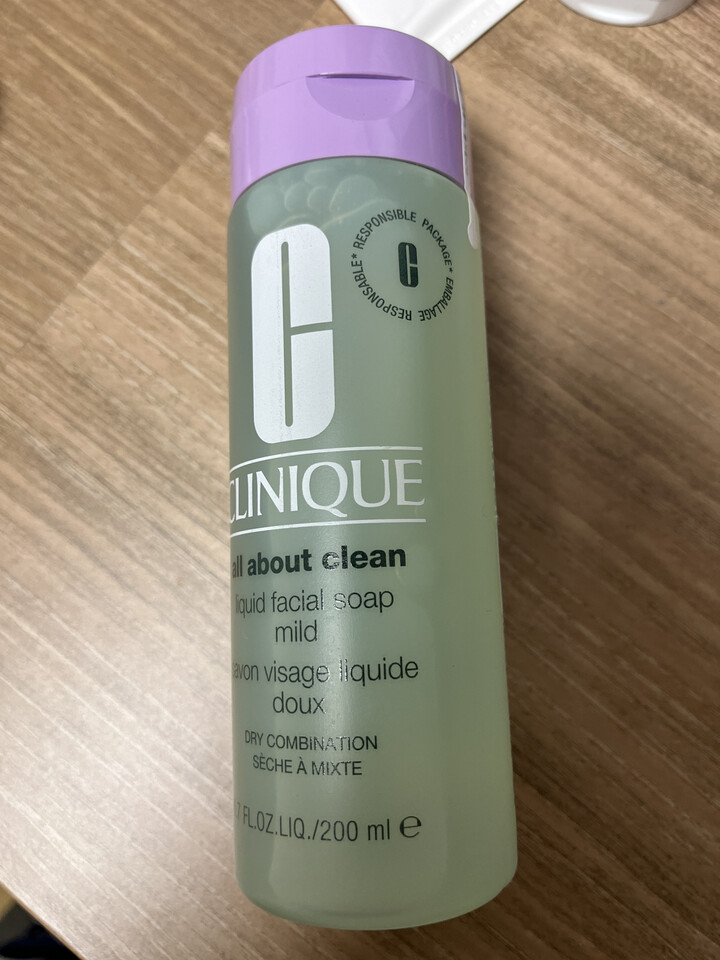 RESPONSIBLE PACKAGE* EMBALLAGE RESPONSABLE*
C
C
CLINIQUE
all about clean
liquid facial soap
mild
savon visage liquide
doux
DRY COMBINATION
SÈCHE À MIXTE
7 FL.OZ.LIQ./200 ml e